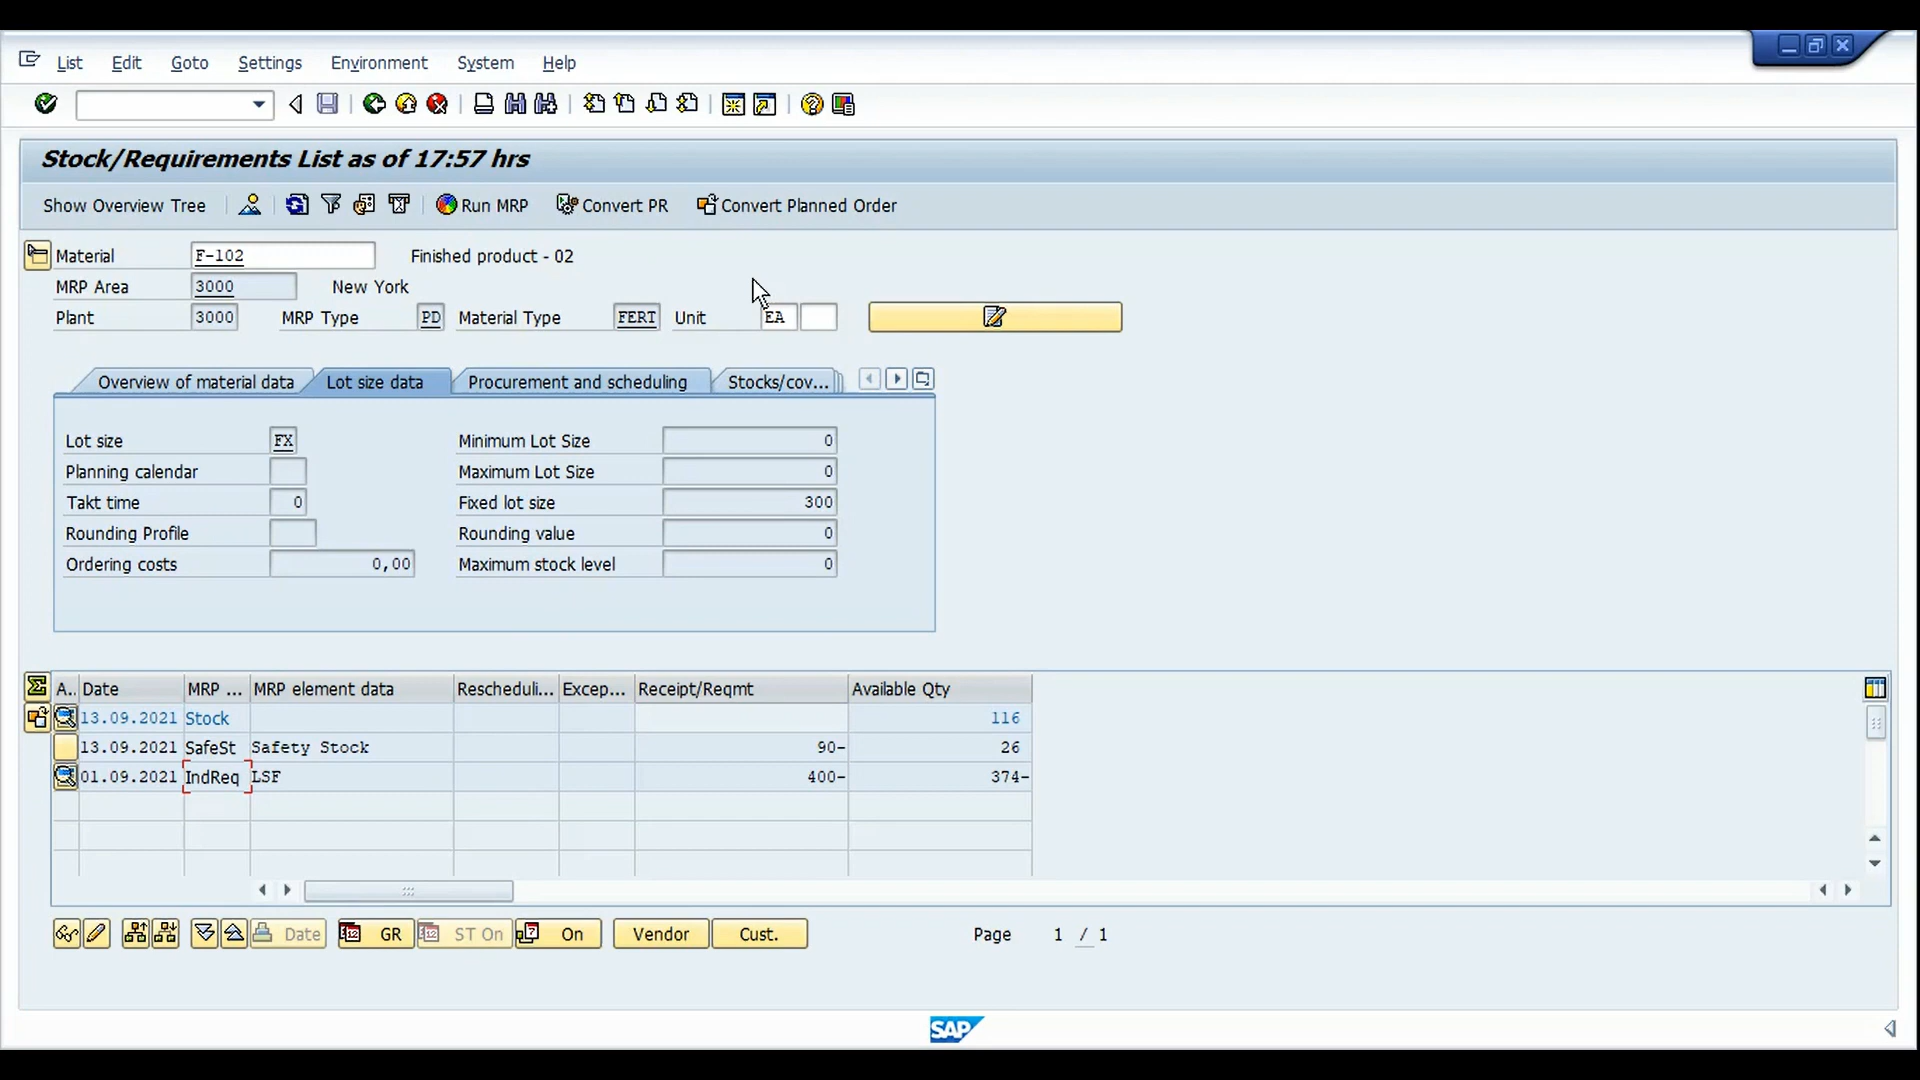 List Edit Goto Settings Environment System Help
Stock/Requirements List as of 17:57 hrs
Show Overview Tree Run MRP Convert PR Convert Planned Order
Material F-102 Finished product - 02
MRP Area 3000 New York
Plant 3000 MRP Type PD Material Type FERT Unit EA
Overview of material data Lot size data Procurement and scheduling Stocks/cov...
Lot size FX Minimum Lot Size 0
Planning calendar Maximum Lot Size 0
Takt time 0 Fixed lot size 300
Rounding Profile Rounding value 0
Ordering costs 0,00 Maximum stock level 0
A.. Date MRP ... MRP element data Rescheduli... Excep... Receipt/Reqmt Available Qty
13.09.2021 Stock 116
13.09.2021 SafeSt Safety Stock 90- 26
01.09.2021 IndReq LSF 400- 374-
Date GR ST On On Vendor Cust. Page 1 / 1
SAP